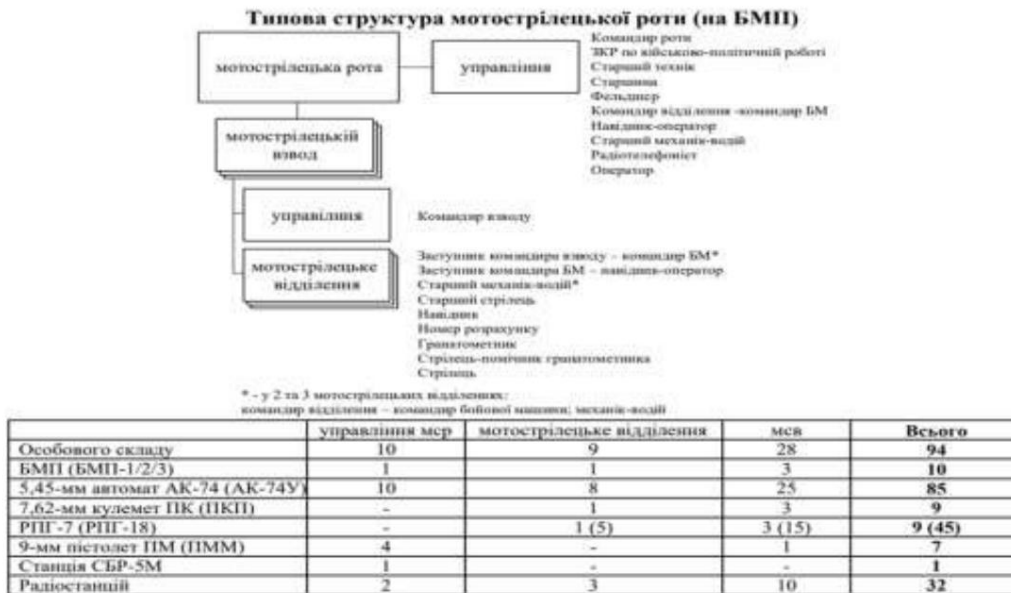 Типова структура мотострілецької роти (на БМП)
мотострілецька рота
управління
Командир роти
ЗКР по військово-політичній роботі
Старший технік
Старшина
Фельдшер
Командир відділення -командир БМ
Навідник-оператор
Старший механік-водій
Радіотелефоніст
Оператор
мотострілецькій
взвод
управіління
Командир взводу
мотострілецьке
відділення
Заступник командира взводу – командир БМ*
Заступник командира БМ – навідник-оператор
Старший механік-водій*
Старший стрілець
Навідник
Номер розрахунку
Гранатометник
Стрілець-помічник гранатометника
Стрілець
* - у 2 та 3 мотострілецьких відділеннях:
командир відділення – командир бойової машини; механік-водій
управління мср мотострілецьке відділення мсв Всього
Особового складу 10 9 28 94
БМП (БМП-1/2/3) 1 1 3 10
5,45-мм автомат АК-74 (АК-74У) 10 8 25 85
7,62-мм кулемет ПК (ПКП) - 1 3 9
РПГ-7 (РПГ-18) - 1 (5) 3 (15) 9 (45)
9-мм пістолет ПМ (ПММ) 4 - 1 7
Станція СБР-5М 1 - - 1
Радіостанцій 2 3 10 32